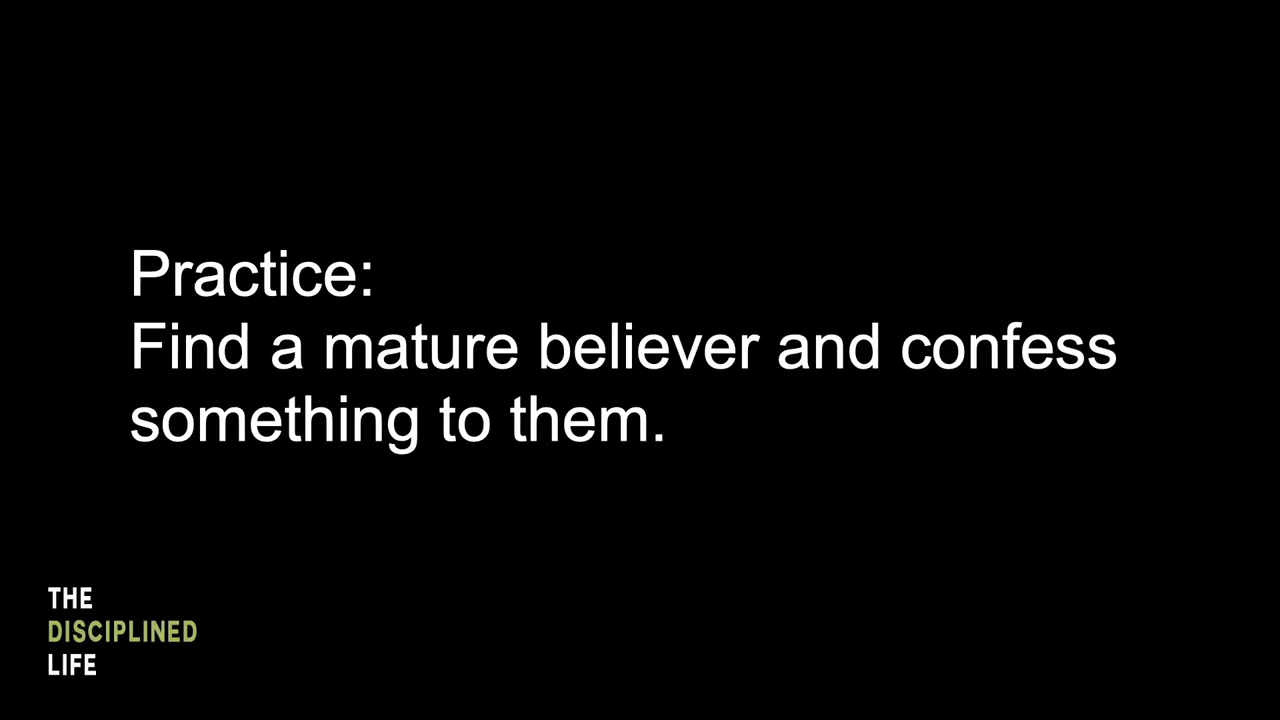 Practice:
Find a mature believer and confess
something to them.
THE
DISCIPLINED
LIFE